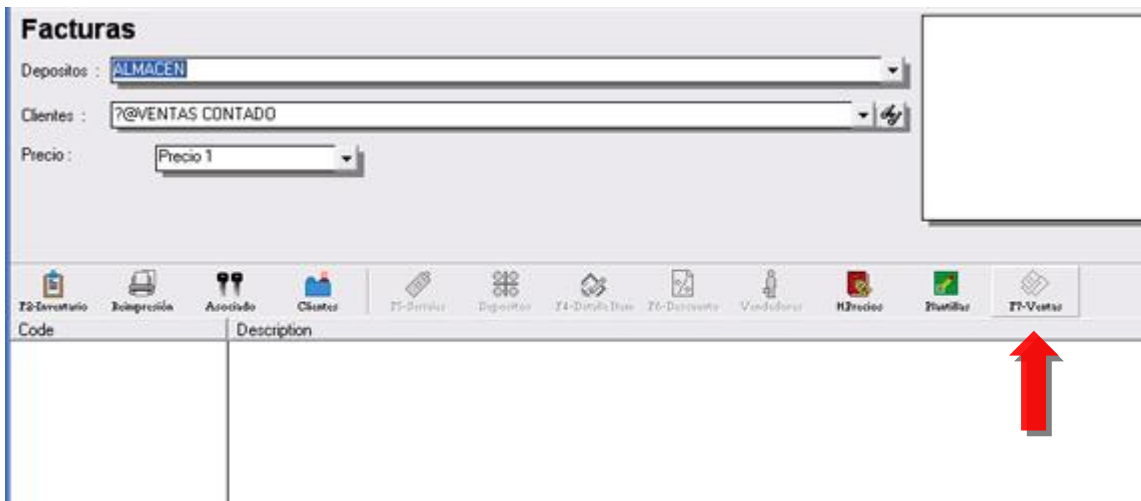 Facturas
Depositos : ALMACEN
Clientes : ?@VENTAS CONTADO
Precio : Precio 1
F2-Inventario Reimpresión Asociado Clientes F5-Seriales Depositos F4-Detalle Item F6-Descuento Vendedores H.Precios Plantillas F7-Ventas
Code Description